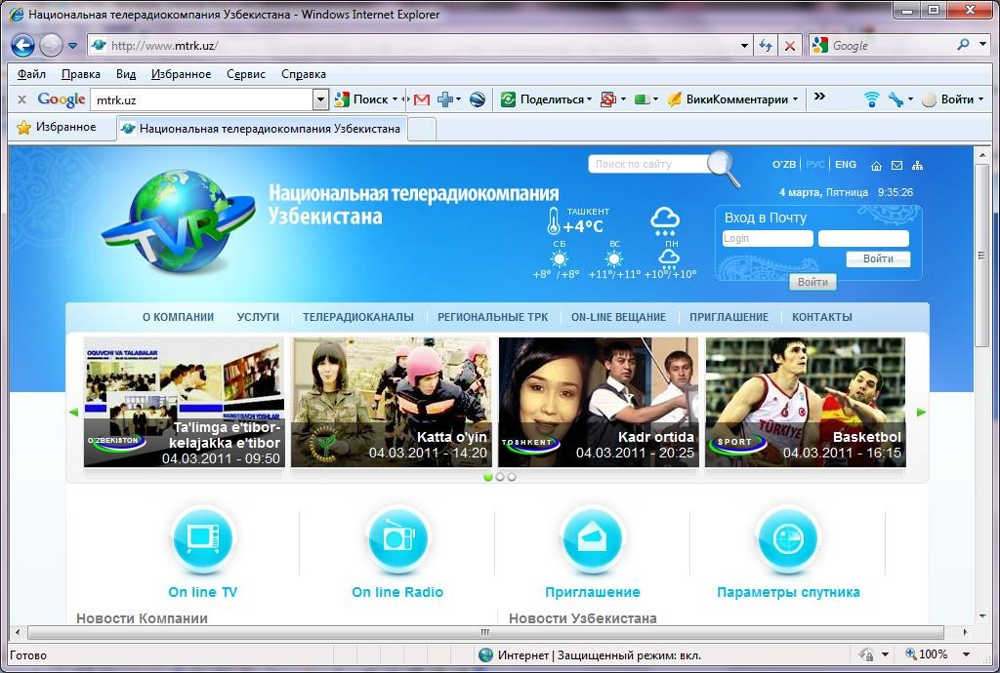 Национальная телерадиокомпания Узбекистана - Windows Internet Explorer
http://www.mtrk.uz/
Google
Файл Правка Вид Избранное Сервис Справка
x Google mtrk.uz Поиск Поделиться ВикиКомментарии » Войти
Избранное Национальная телерадиокомпания Узбекистана
Поиск по сайту
O'ZB РУС ENG
TVR
Национальная телерадиокомпания
Узбекистана
4 марта, Пятница 9:35:26
ТАШКЕНТ
+4°C
СБ ВС ПН
+8° /+8° +11°/+11° +10°/+10°
Вход в Почту
Login
Войти
Войти
О КОМПАНИИ УСЛУГИ ТЕЛЕРАДИОКАНАЛЫ РЕГИОНАЛЬНЫЕ ТРК ON-LINE ВЕЩАНИЕ ПРИГЛАШЕНИЕ КОНТАКТЫ
OQUVCHI VA TALABALAR
O'ZBEKISTON
Ta'limga e'tibor-
kelajakka e'tibor
04.03.2011 - 09:50
Katta o'yin
04.03.2011 - 14:20
TOSHKENT
Kadr ortida
04.03.2011 - 20:25
TÜRKİYE
SPORT
Basketbol
04.03.2011 - 16:15
On line TV On line Radio Приглашение Параметры спутника
Новости Компании Новости Узбекистана
Готово Интернет | Защищенный режим: вкл. 100%